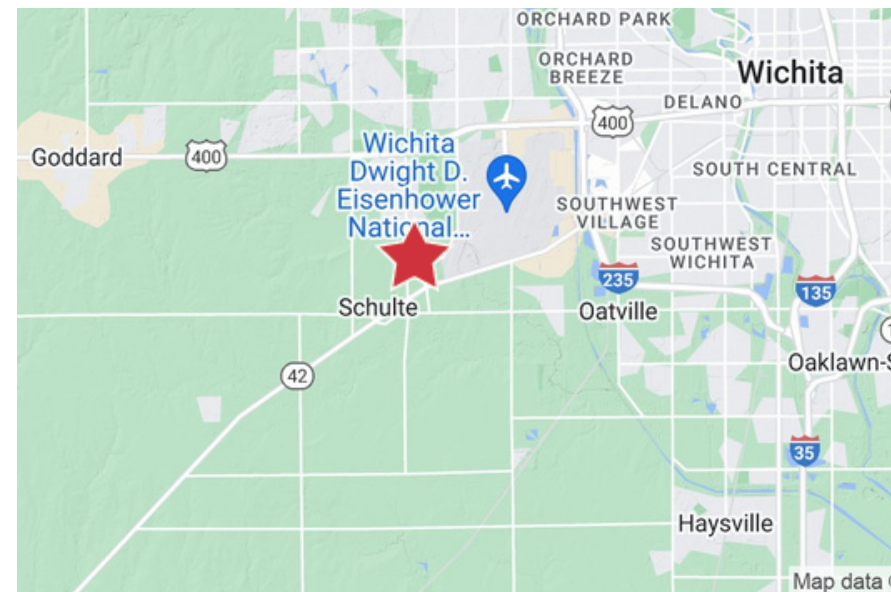 ORCHARD PARK
ORCHARD
BREEZE
Wichita
DELANO
400
Goddard
400
Wichita
Dwight D.
Eisenhower
National...
SOUTH CENTRAL
SOUTHWEST
VILLAGE
SOUTHWEST
WICHITA
235
135
Schulte
Oatville
Oaklawn-S
42
35
Haysville
Map data ©